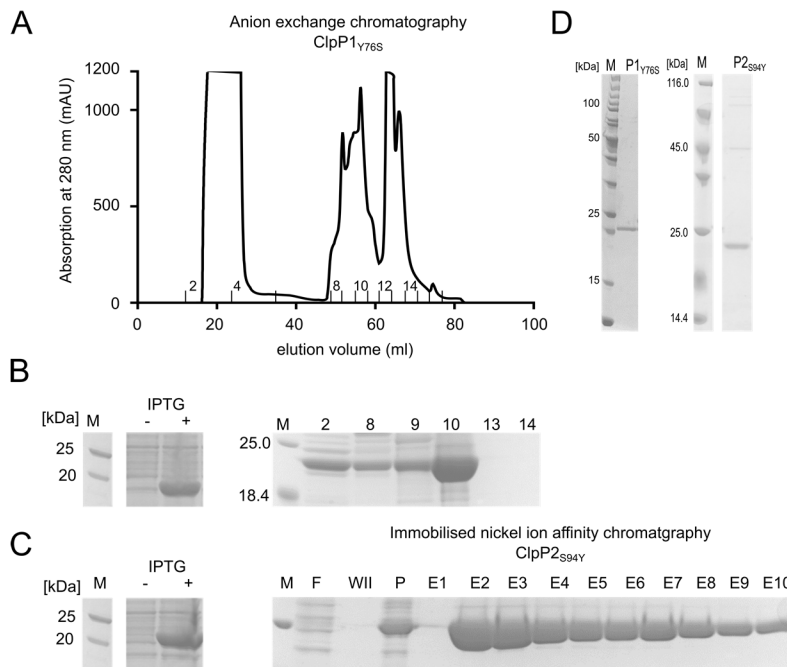 A
Anion exchange chromatography
ClpP1Y76S
Absorption at 280 nm (mAU)
1200
1000
500
0
2 4 8 10 12 14
0 20 40 60 80 100
elution volume (ml)
D
[kDa] M P1Y76S
100
50
25
15
[kDa] M P2S94Y
116.0
45.0
25.0
14.4
B
IPTG
[kDa] M - +
25
20
M 2 8 9 10 13 14
25.0
18.4
C
Immobilised nickel ion affinity chromatgraphy
ClpP2S94Y
IPTG
[kDa] M - +
25
20
M F WII P E1 E2 E3 E4 E5 E6 E7 E8 E9 E10